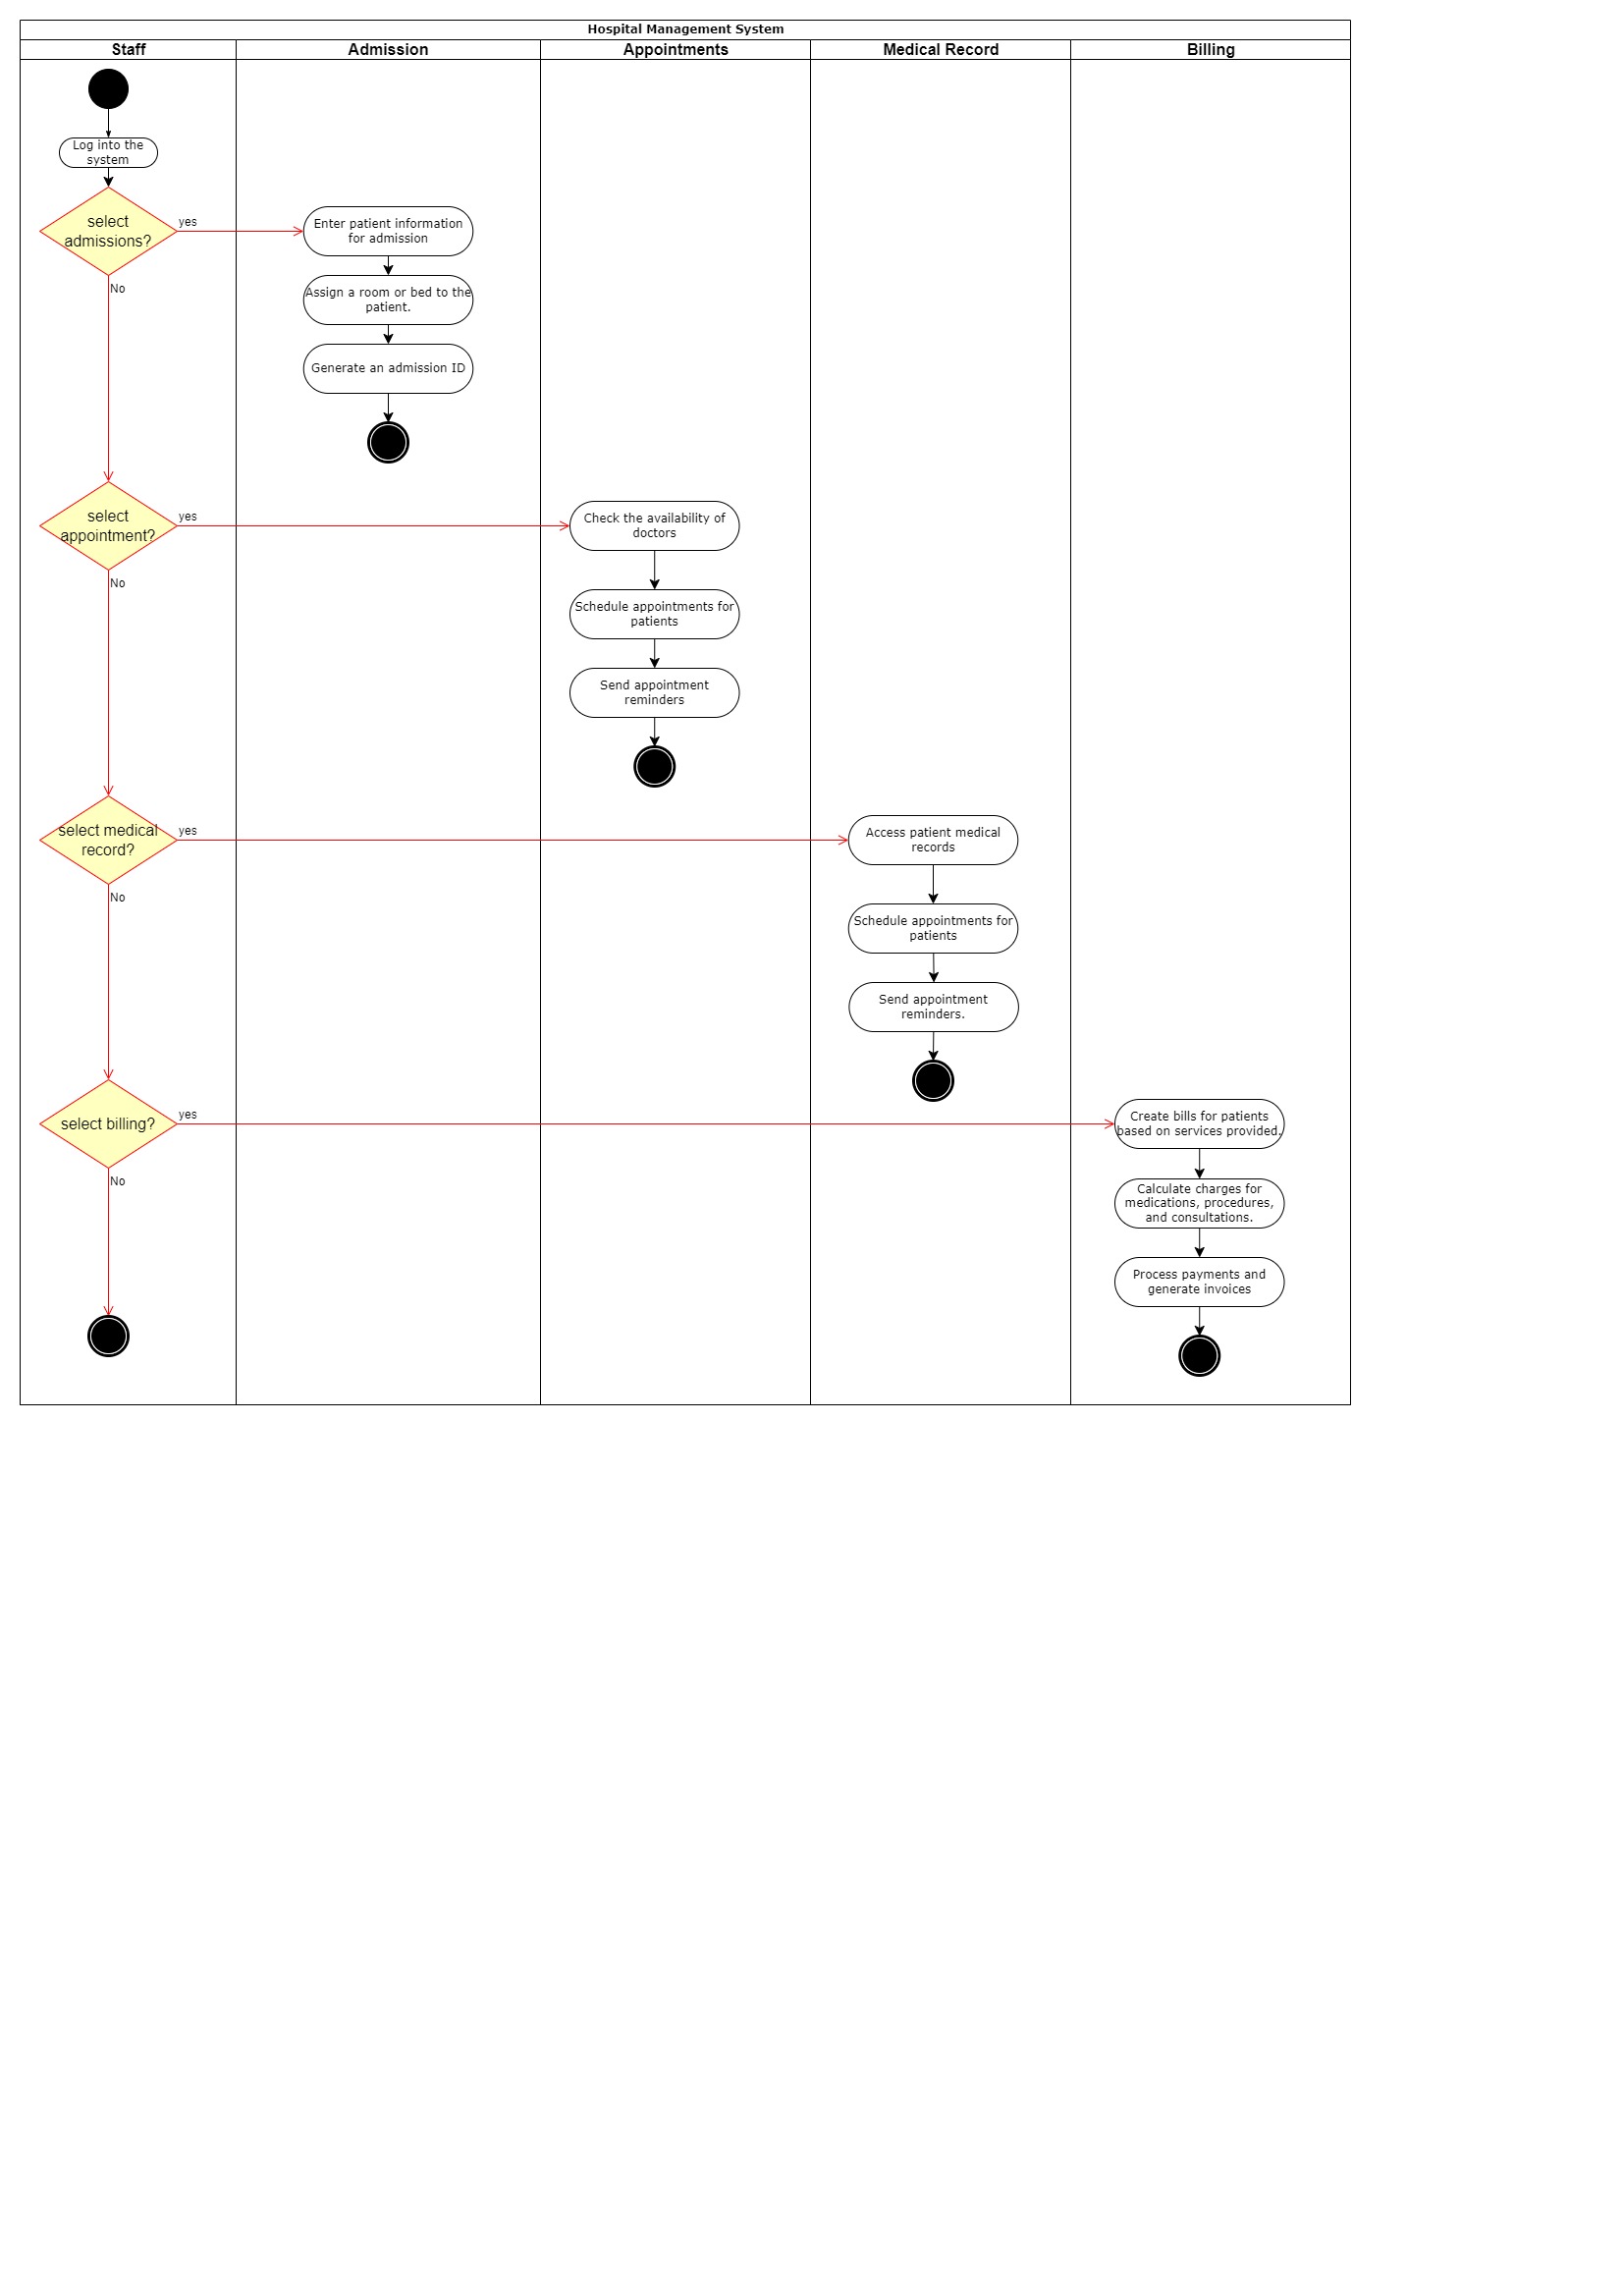 Hospital Management System
Staff
Admission
Appointments
Medical Record
Billing
Log into the
system
select
admissions?
yes
No
Enter patient information
for admission
Assign a room or bed to the
patient.
Generate an admission ID
select
appointment?
yes
No
Check the availability of
doctors
Schedule appointments for
patients
Send appointment
reminders
select medical
record?
yes
No
Access patient medical
records
Schedule appointments for
patients
Send appointment
reminders.
select billing?
yes
No
Create bills for patients
based on services provided.
Calculate charges for
medications, procedures,
and consultations.
Process payments and
generate invoices